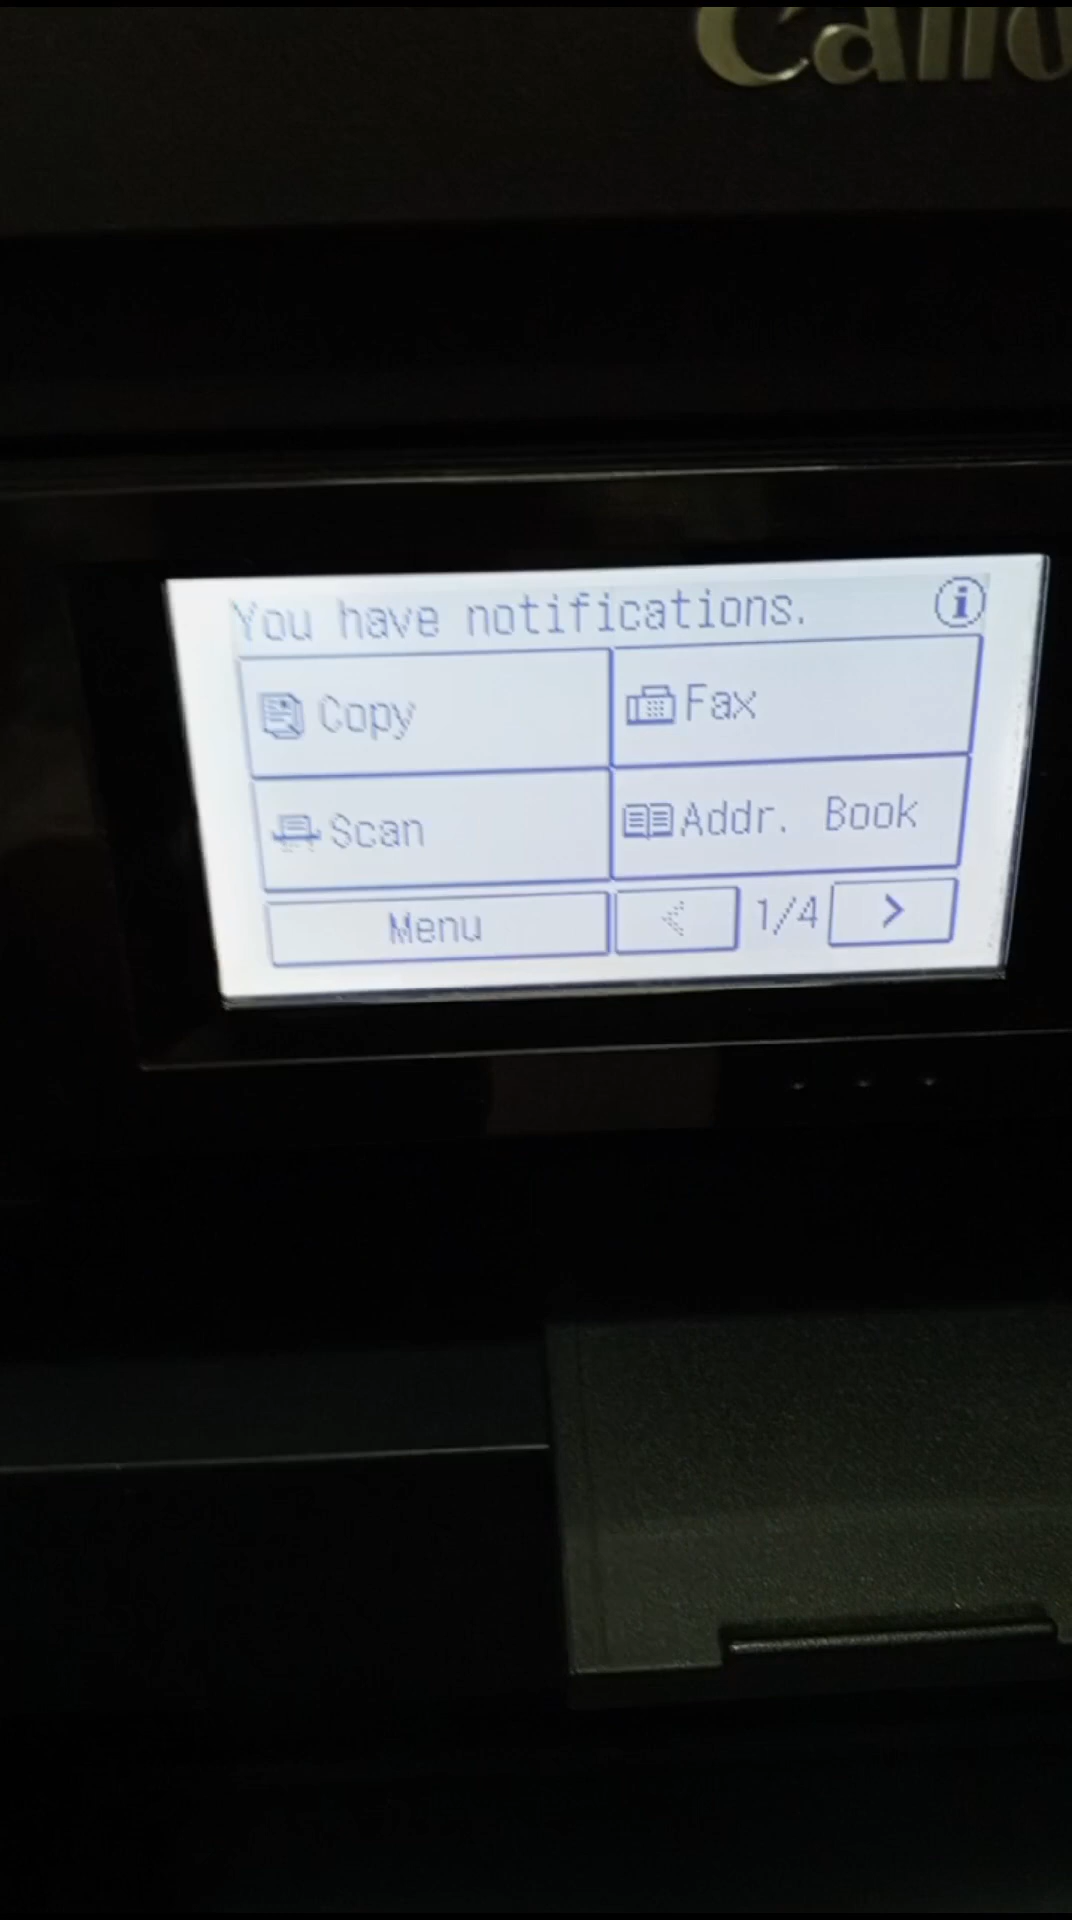 You have notifications.
Copy
Fax
Scan
Addr. Book
Menu
<
1/4
>